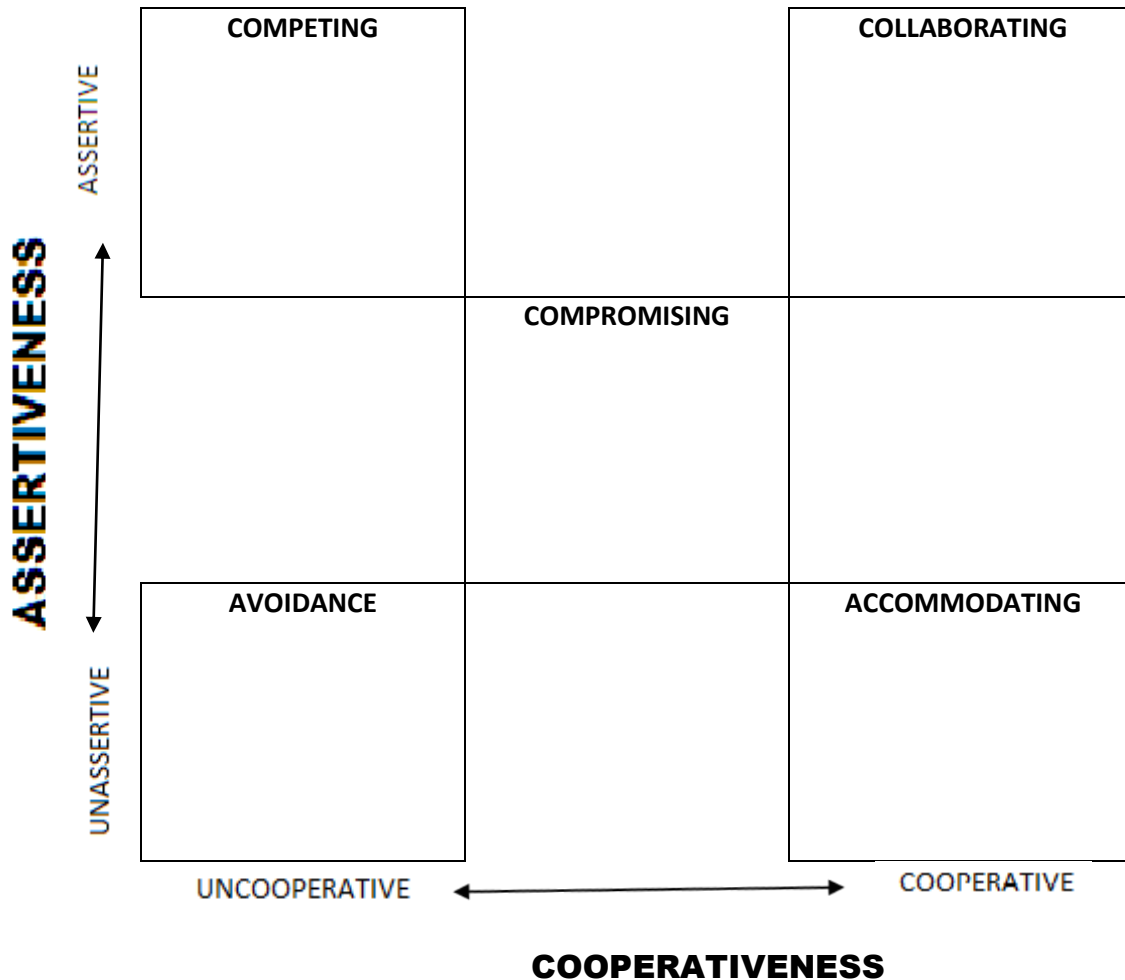 COMPETING
COLLABORATING
ASSERTIVE
ASSERTIVENESS
COMPROMISING
AVOIDANCE
ACCOMMODATING
UNASSERTIVE
UNCOOPERATIVE
COOPERATIVE
COOPERATIVENESS